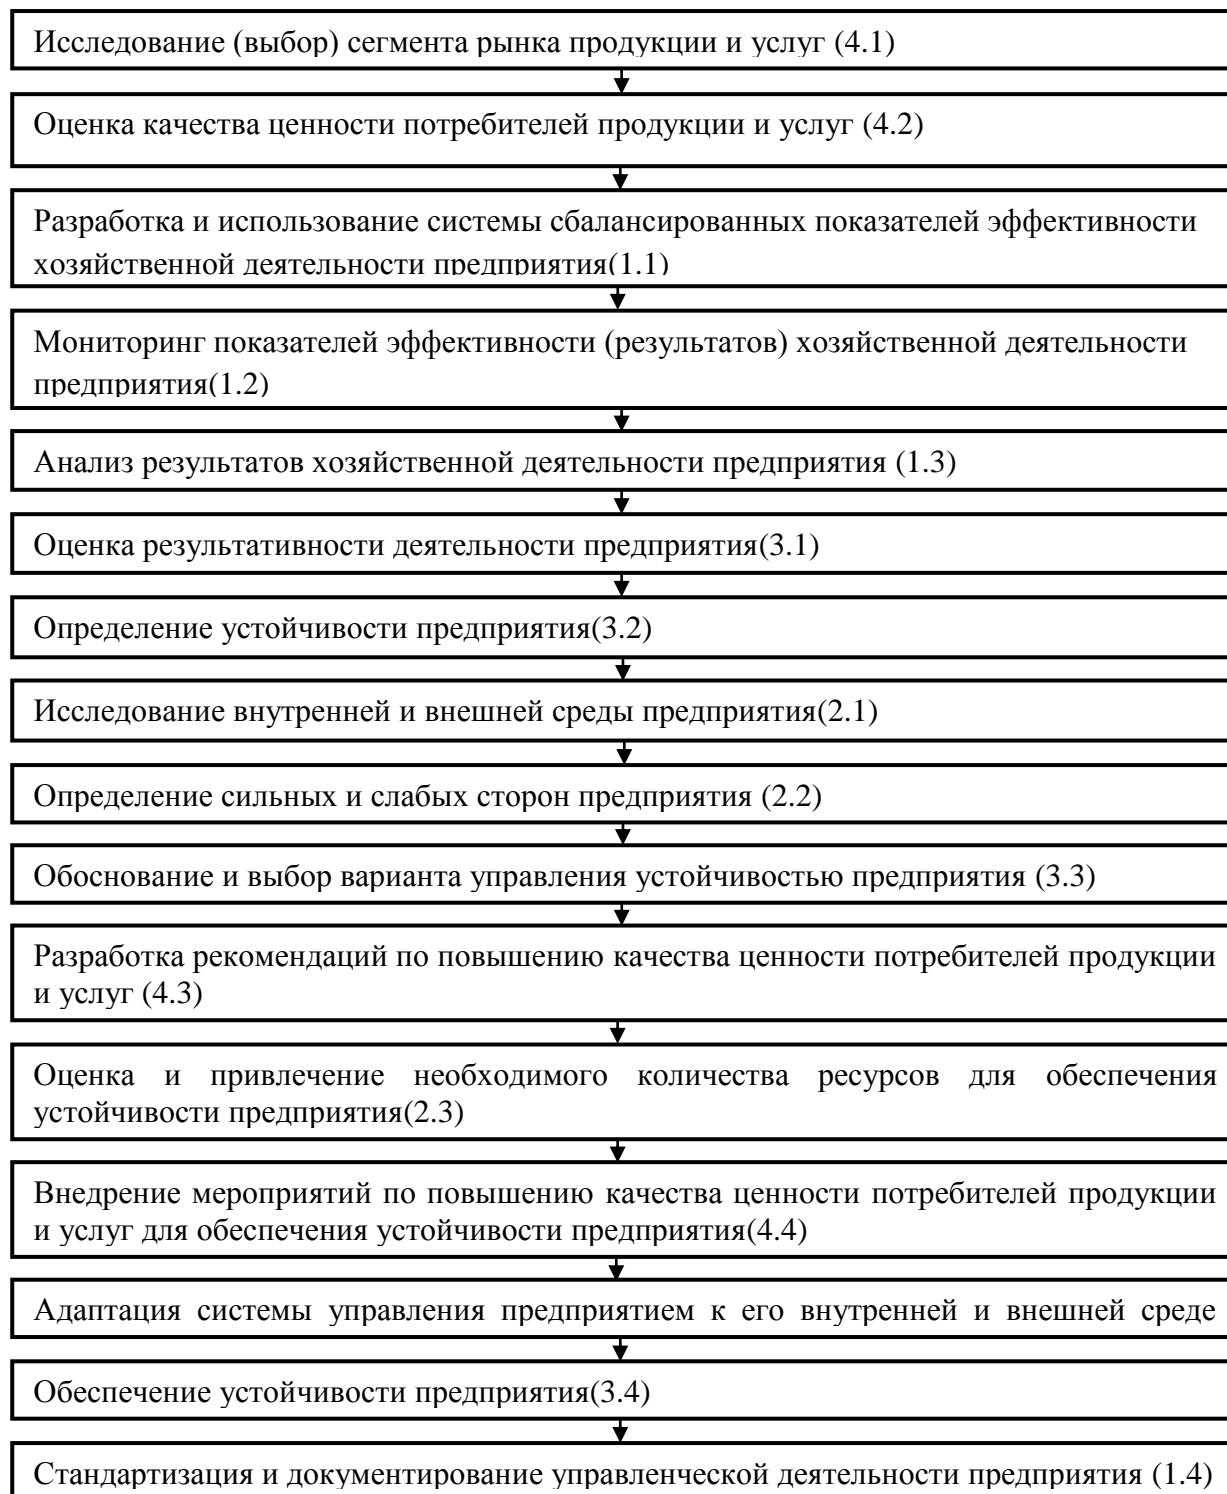 Исследование (выбор) сегмента рынка продукции и услуг (4.1)
Оценка качества ценности потребителей продукции и услуг (4.2)
Разработка и использование системы сбалансированных показателей эффективности
хозяйственной деятельности предприятия(1.1)
Мониторинг показателей эффективности (результатов) хозяйственной деятельности
предприятия(1.2)
Анализ результатов хозяйственной деятельности предприятия (1.3)
Оценка результативности деятельности предприятия(3.1)
Определение устойчивости предприятия(3.2)
Исследование внутренней и внешней среды предприятия(2.1)
Определение сильных и слабых сторон предприятия (2.2)
Обоснование и выбор варианта управления устойчивостью предприятия (3.3)
Разработка рекомендаций по повышению качества ценности потребителей продукции
и услуг (4.3)
Оценка и привлечение необходимого количества ресурсов для обеспечения
устойчивости предприятия(2.3)
Внедрение мероприятий по повышению качества ценности потребителей продукции
и услуг для обеспечения устойчивости предприятия(4.4)
Адаптация системы управления предприятием к его внутренней и внешней среде
Обеспечение устойчивости предприятия(3.4)
Стандартизация и документирование управленческой деятельности предприятия (1.4)